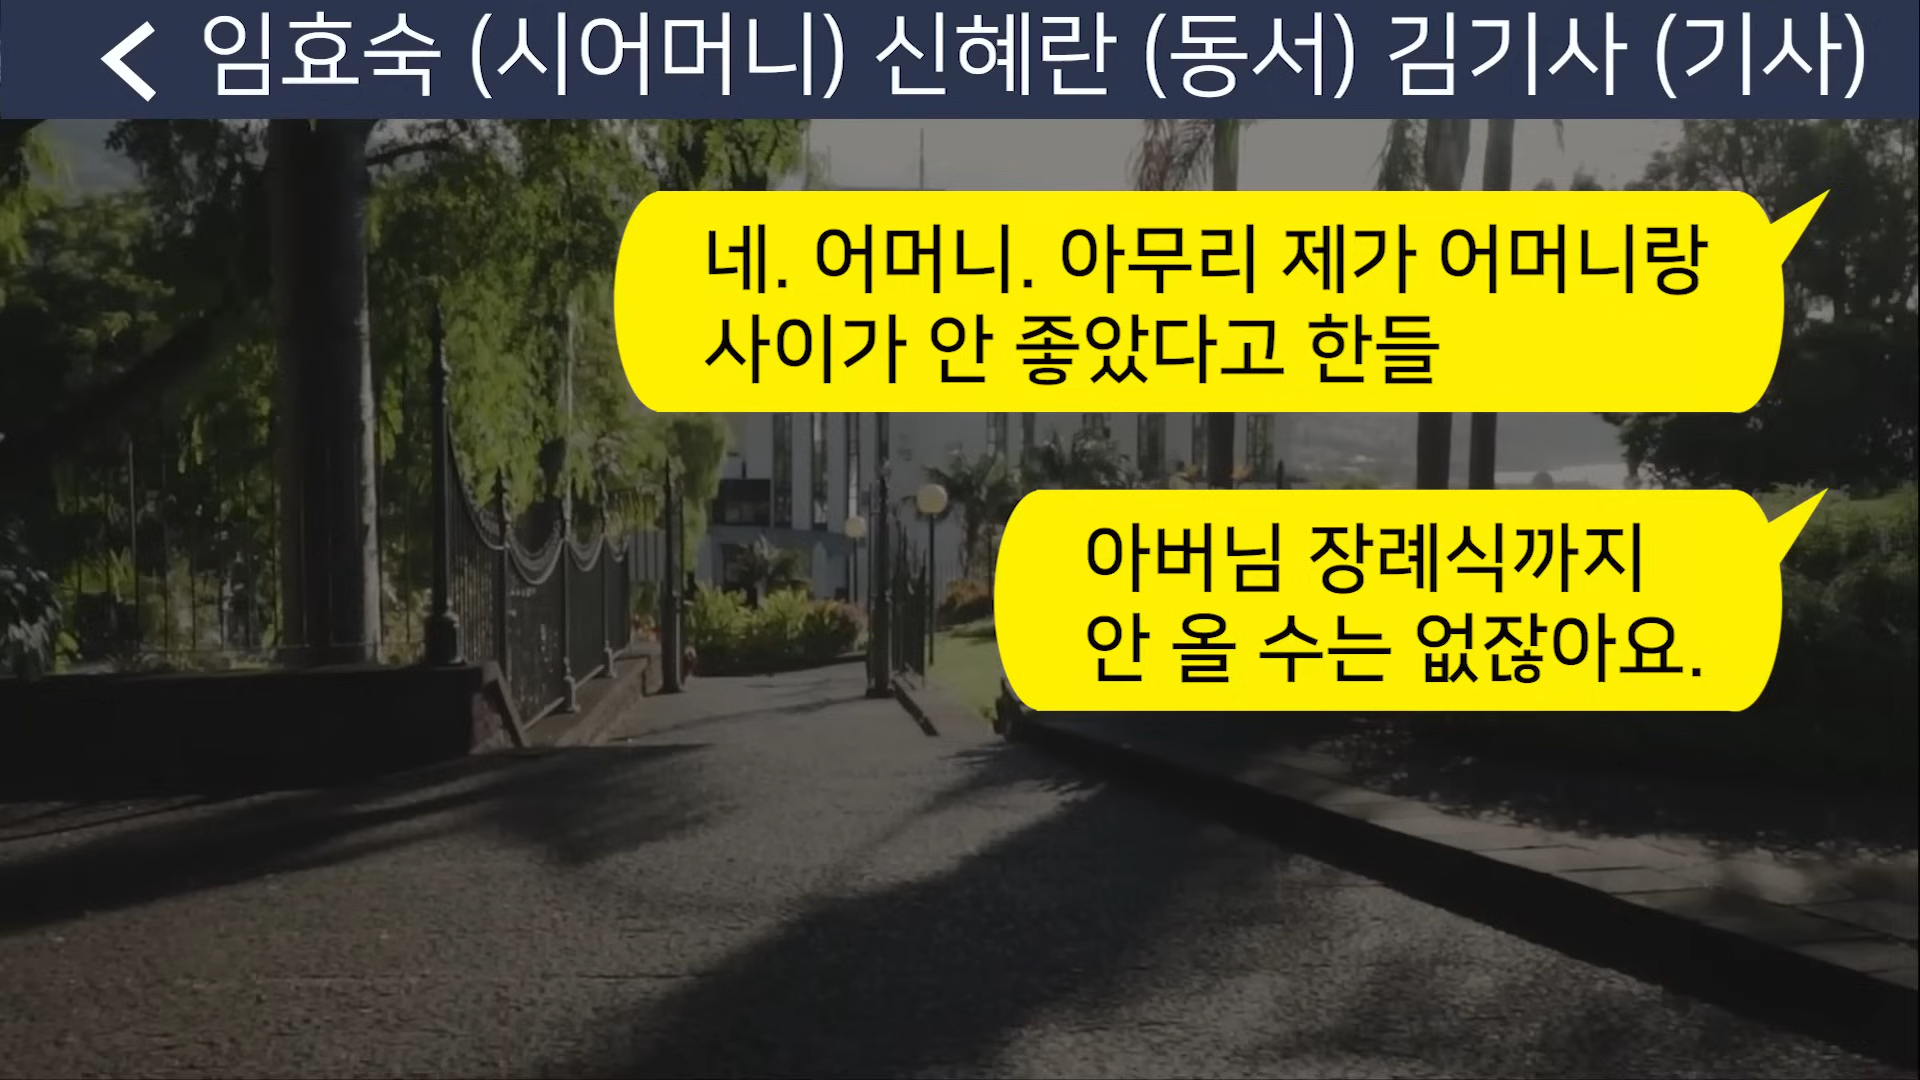 임효숙 (시어머니) 신혜란 (동서) 김기사 (기사)
네. 어머니. 아무리 제가 어머니랑
사이가 안 좋았다고 한들
아버님 장례식까지
안 올 수는 없잖아요.